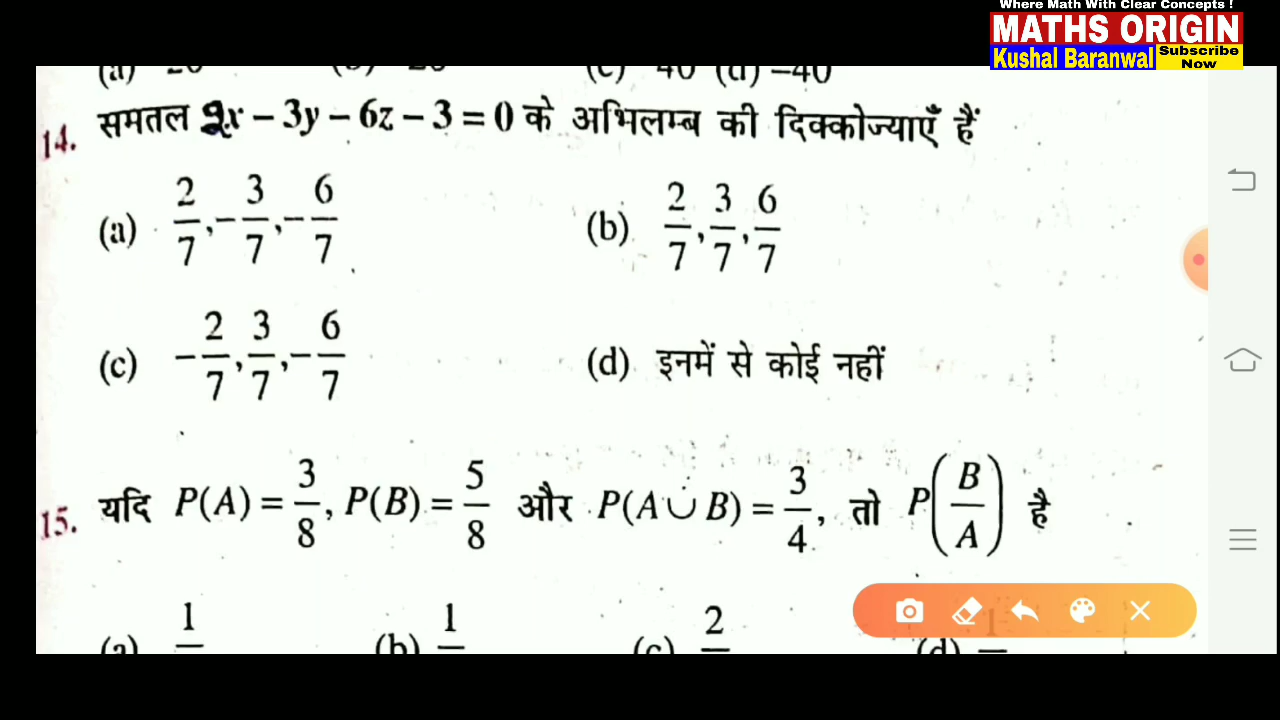 Where Math With Clear Concepts !
MATHS ORIGIN
Kushal Baranwal Subscribe Now
(c) 40 (d) –40
14. समतल 2x – 3y – 6z – 3 = 0 के अभिलम्ब की दिक्कोज्याएँ हैं
(a) 2/7, –3/7, –6/7 (b) 2/7, 3/7, 6/7
(c) –2/7, 3/7, –6/7 (d) इनमें से कोई नहीं
15. यदि P(A) = 3/8, P(B) = 5/8 और P(A ∪ B) = 3/4, तो P(B/A) है
(a) 1 (b) 1 (c) 2 (d) 1